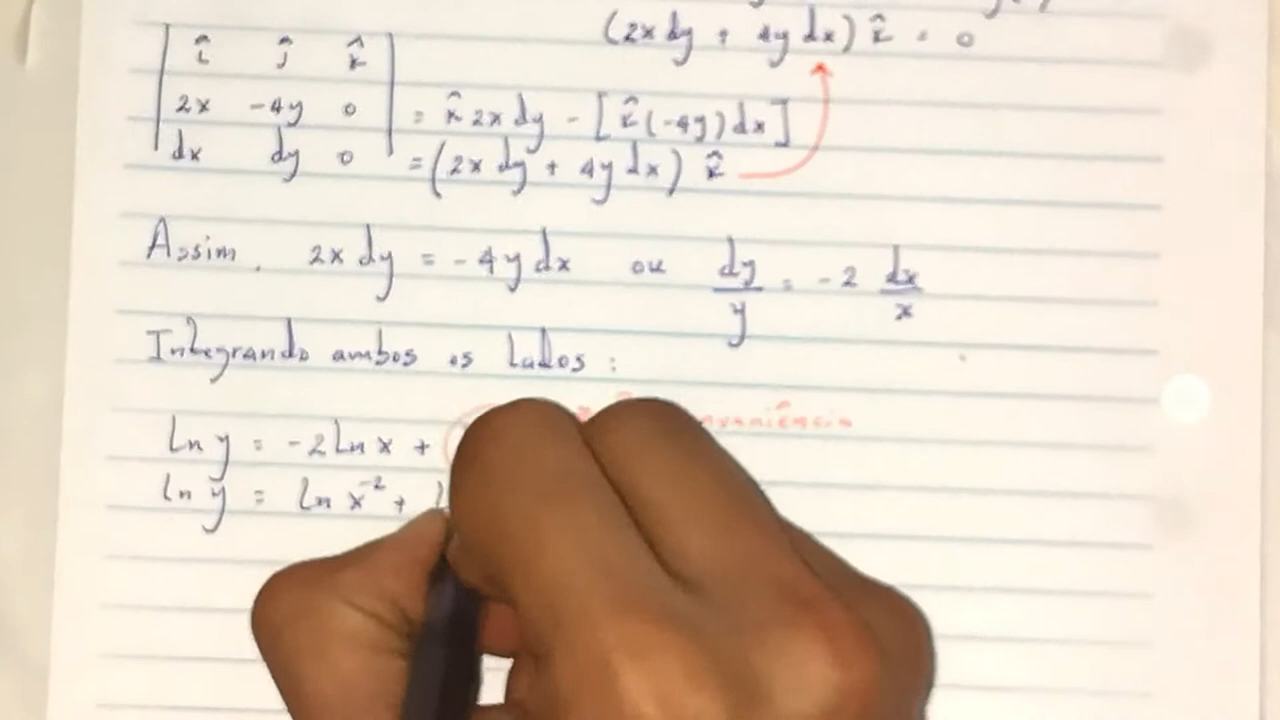 (2x dy + 4y dx) k̂ = 0
| î ĵ k̂ |
| 2x -4y 0 | = k̂ 2x dy - [k̂ (-4y) dx]
| dx dy 0 | = (2x dy + 4y dx) k̂
Assim, 2x dy = -4y dx ou dy/y = -2 dx/x
Integrando ambos os lados:
ln y = -2 ln x +
ln y = ln x⁻² +